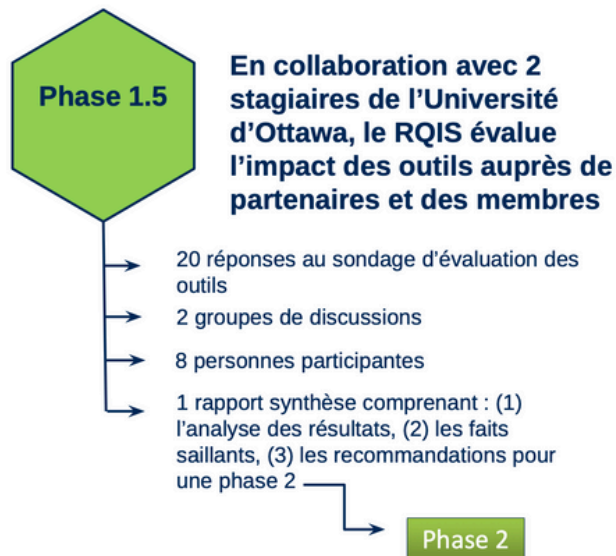 Phase 1.5
En collaboration avec 2
stagiaires de l’Université
d’Ottawa, le RQIS évalue
l’impact des outils auprès de
partenaires et des membres
20 réponses au sondage d’évaluation des
outils
2 groupes de discussions
8 personnes participantes
1 rapport synthèse comprenant : (1)
l’analyse des résultats, (2) les faits
saillants, (3) les recommandations pour
une phase 2
Phase 2